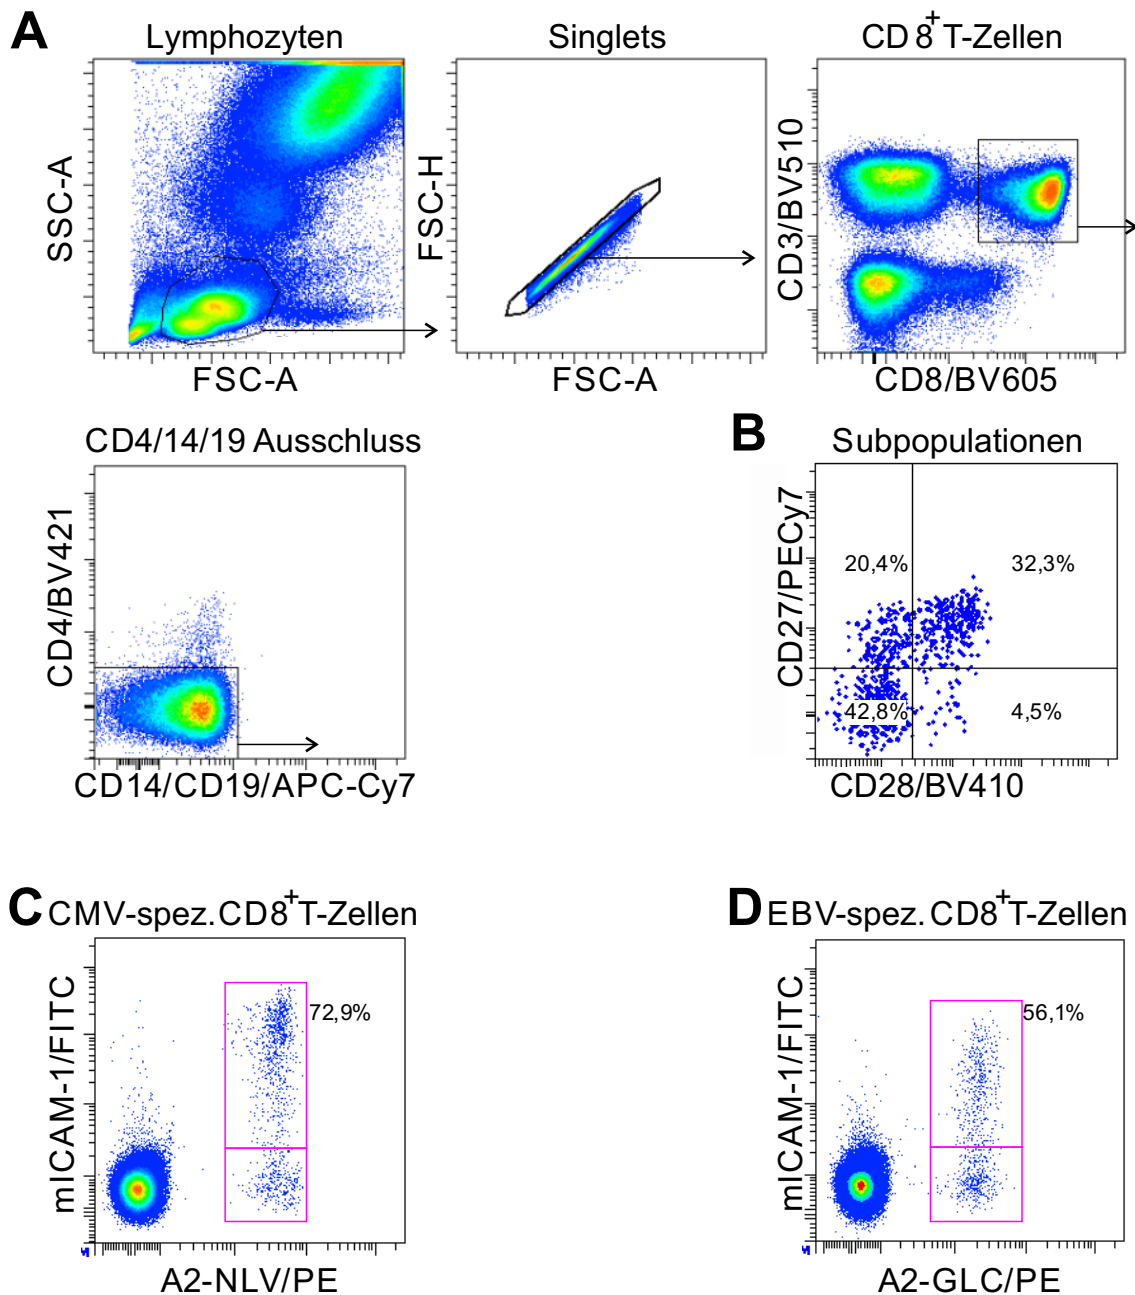 A
Lymphozyten
Singlets
CD8+ T-Zellen
SSC-A
FSC-A
FSC-H
FSC-A
CD3/BV510
CD8/BV605
CD4/14/19 Ausschluss
CD4/BV421
CD14/CD19/APC-Cy7
B
Subpopulationen
CD27/PECy7
20,4%
32,3%
42,8%
4,5%
CD28/BV410
C
CMV-spez. CD8+ T-Zellen
mICAM-1/FITC
72,9%
A2-NLV/PE
D
EBV-spez. CD8+ T-Zellen
mICAM-1/FITC
56,1%
A2-GLC/PE